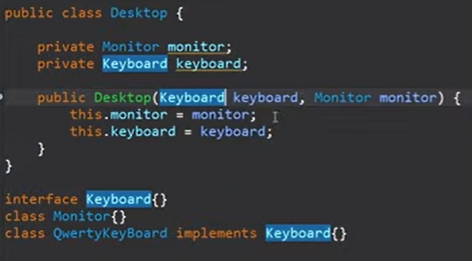 public class Desktop {
private Monitor monitor;
private Keyboard keyboard;
public Desktop(Keyboard keyboard, Monitor monitor) {
this.monitor = monitor;
this.keyboard = keyboard;
}
}
interface Keyboard{}
class Monitor{}
class QwertyKeyBoard implements Keyboard{}